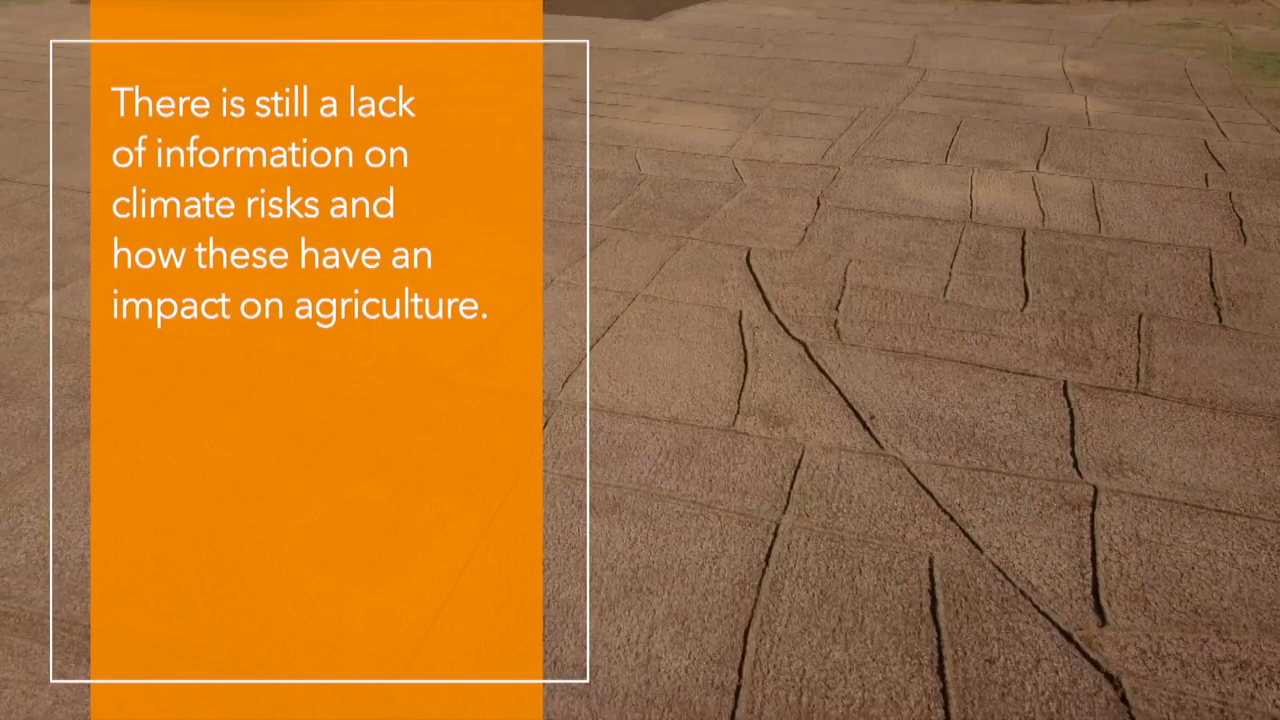 There is still a lack
of information on
climate risks and
how these have an
impact on agriculture.